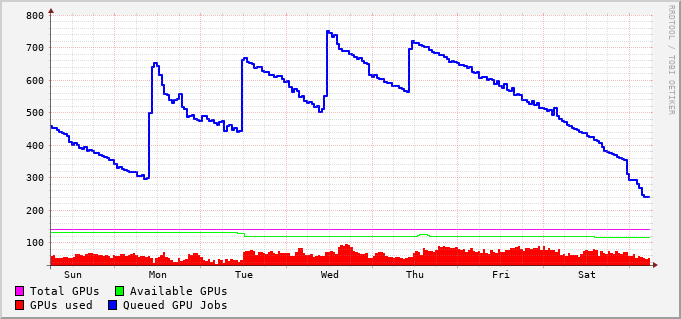 800
700
600
500
400
300
200
100
Sun Mon Tue Wed Thu Fri Sat
Total GPUs Available GPUs
GPUs used Queued GPU Jobs
RRDTOOL / TOBI OETIKER